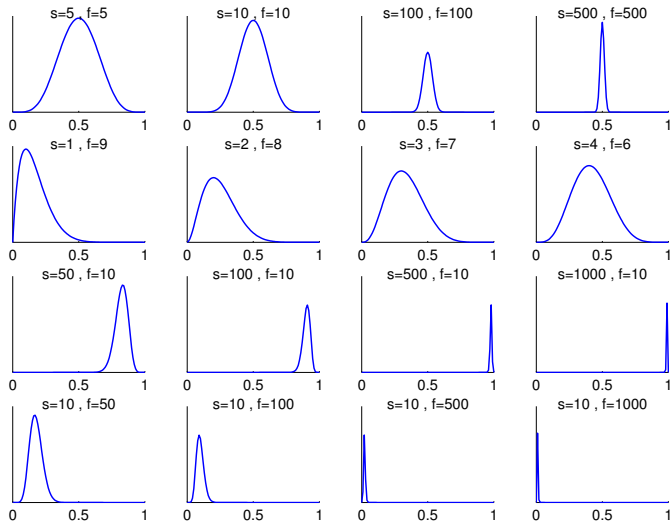 s=5 , f=5 s=10 , f=10 s=100 , f=100 s=500 , f=500
0 0.5 1 0 0.5 1 0 0.5 1 0 0.5 1
s=1 , f=9 s=2 , f=8 s=3 , f=7 s=4 , f=6
0 0.5 1 0 0.5 1 0 0.5 1 0 0.5 1
s=50 , f=10 s=100 , f=10 s=500 , f=10 s=1000 , f=10
0 0.5 1 0 0.5 1 0 0.5 1 0 0.5 1
s=10 , f=50 s=10 , f=100 s=10 , f=500 s=10 , f=1000
0 0.5 1 0 0.5 1 0 0.5 1 0 0.5 1